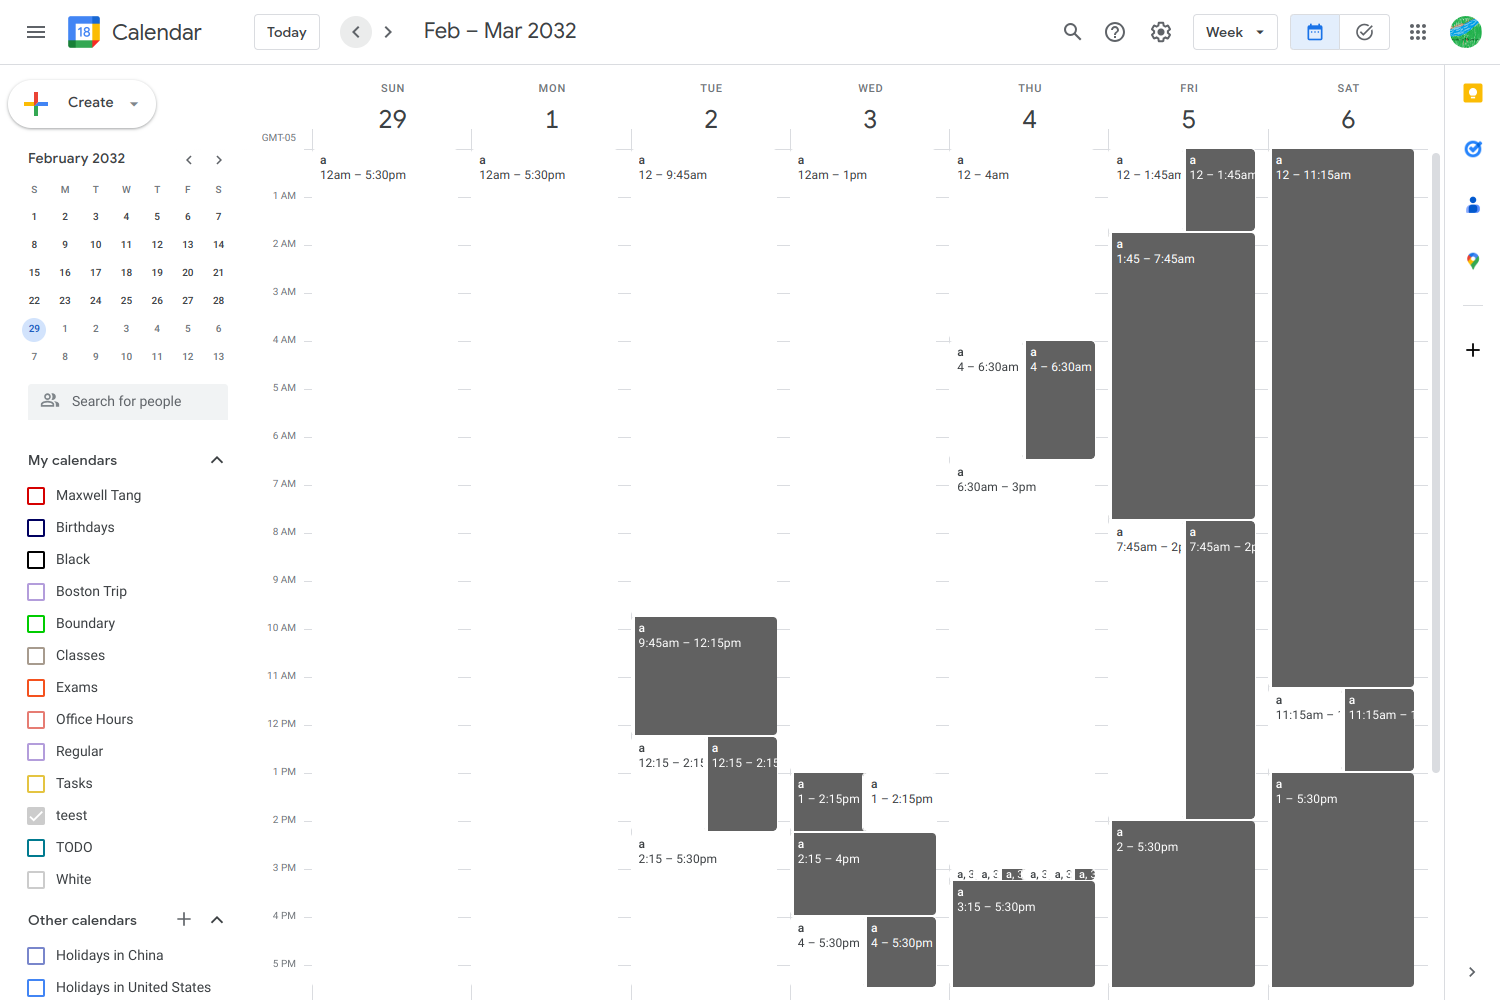 18 Calendar Today Feb – Mar 2032 Week
Create
SUN MON TUE WED THU FRI SAT
29 1 2 3 4 5 6
GMT-05
February 2032
S M T W T F S
1 2 3 4 5 6 7
8 9 10 11 12 13 14
15 16 17 18 19 20 21
22 23 24 25 26 27 28
29 1 2 3 4 5 6
7 8 9 10 11 12 13
Search for people
My calendars
Maxwell Tang
Birthdays
Black
Boston Trip
Boundary
Classes
Exams
Office Hours
Regular
Tasks
teest
TODO
White
Other calendars
Holidays in China
Holidays in United States
1 AM
2 AM
3 AM
4 AM
5 AM
6 AM
7 AM
8 AM
9 AM
10 AM
11 AM
12 PM
1 PM
2 PM
3 PM
4 PM
5 PM
a
12am – 5:30pm
a
12am – 5:30pm
a
12 – 9:45am
a
9:45am – 12:15pm
a
12:15 – 2:15
a
12:15 – 2:15
a
2:15 – 5:30pm
a
12am – 1pm
a
1 – 2:15pm
a
1 – 2:15pm
a
2:15 – 4pm
a
4 – 5:30pm
a
4 – 5:30pm
a
12 – 4am
a
4 – 6:30am
a
4 – 6:30am
a
6:30am – 3pm
a, 3
a, 3
a, 3
a, 3
a, 3
a, 3
a
3:15 – 5:30pm
a
12 – 1:45am
a
12 – 1:45am
a
1:45 – 7:45am
a
7:45am – 2p
a
7:45am – 2p
a
2 – 5:30pm
a
12 – 11:15am
a
11:15am –
a
11:15am –
a
1 – 5:30pm